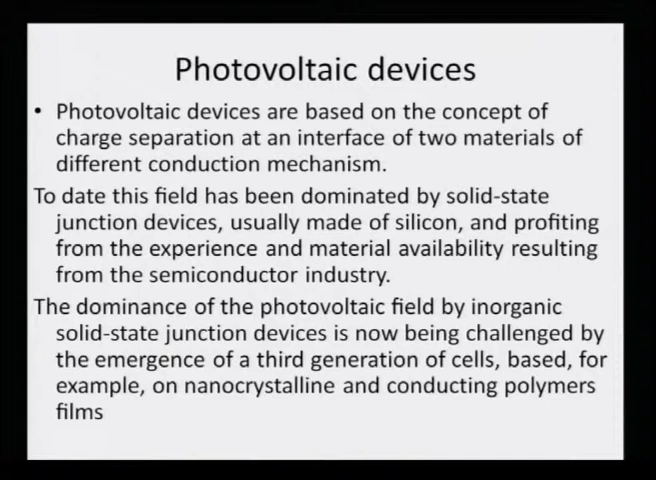 Photovoltaic devices
• Photovoltaic devices are based on the concept of
charge separation at an interface of two materials of
different conduction mechanism.
To date this field has been dominated by solid-state
junction devices, usually made of silicon, and profiting
from the experience and material availability resulting
from the semiconductor industry.
The dominance of the photovoltaic field by inorganic
solid-state junction devices is now being challenged by
the emergence of a third generation of cells, based, for
example, on nanocrystalline and conducting polymers
films